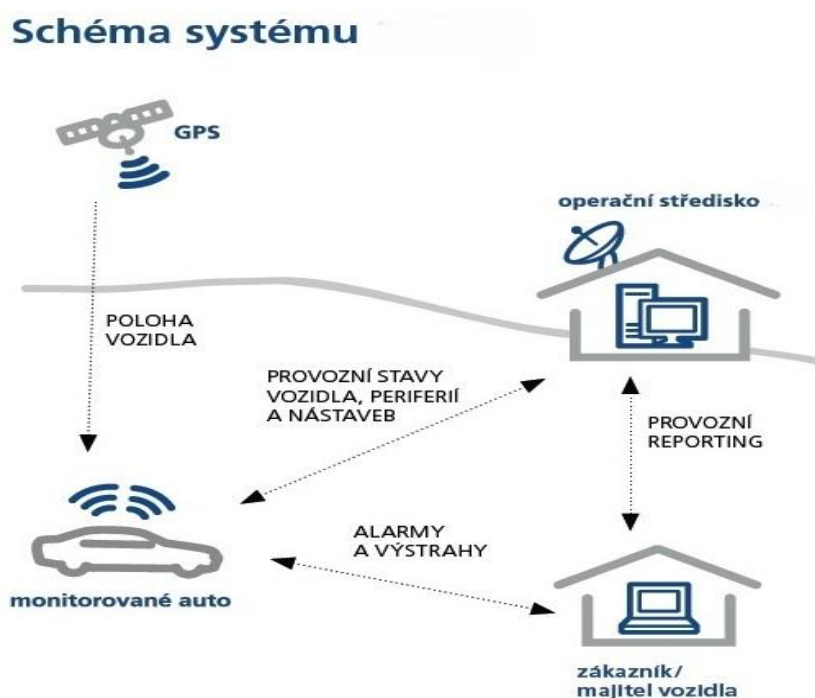 Schéma systému
GPS
operační středisko
POLOHA
VOZIDLA
PROVOZNÍ STAVY
VOZIDLA, PERIFERIÍ
A NÁSTAVEB
PROVOZNÍ
REPORTING
ALARMY
A VÝSTRAHY
monitorované auto
zákazník/
majitel vozidla